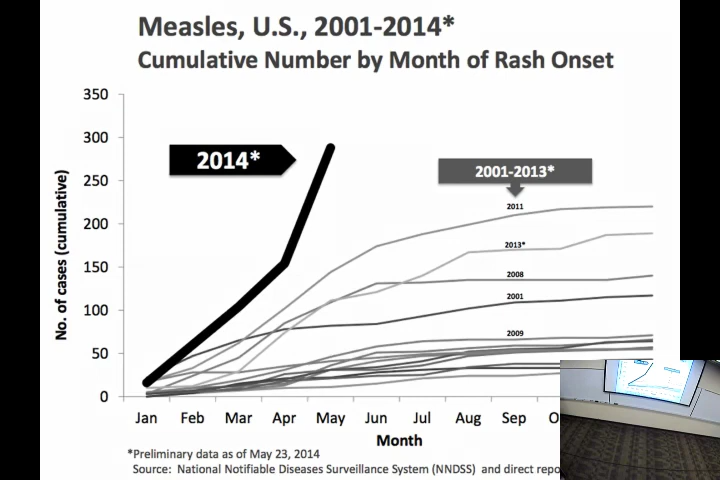 Measles, U.S., 2001-2014*
Cumulative Number by Month of Rash Onset
350
300
250
200
150
100
50
0
No. of cases (cumulative)
2014*
2001-2013*
2011
2013*
2008
2001
2009
Jan Feb Mar Apr May Jun Jul Aug Sep
Month
*Preliminary data as of May 23, 2014
Source: National Notifiable Diseases Surveillance System (NNDSS) and direct